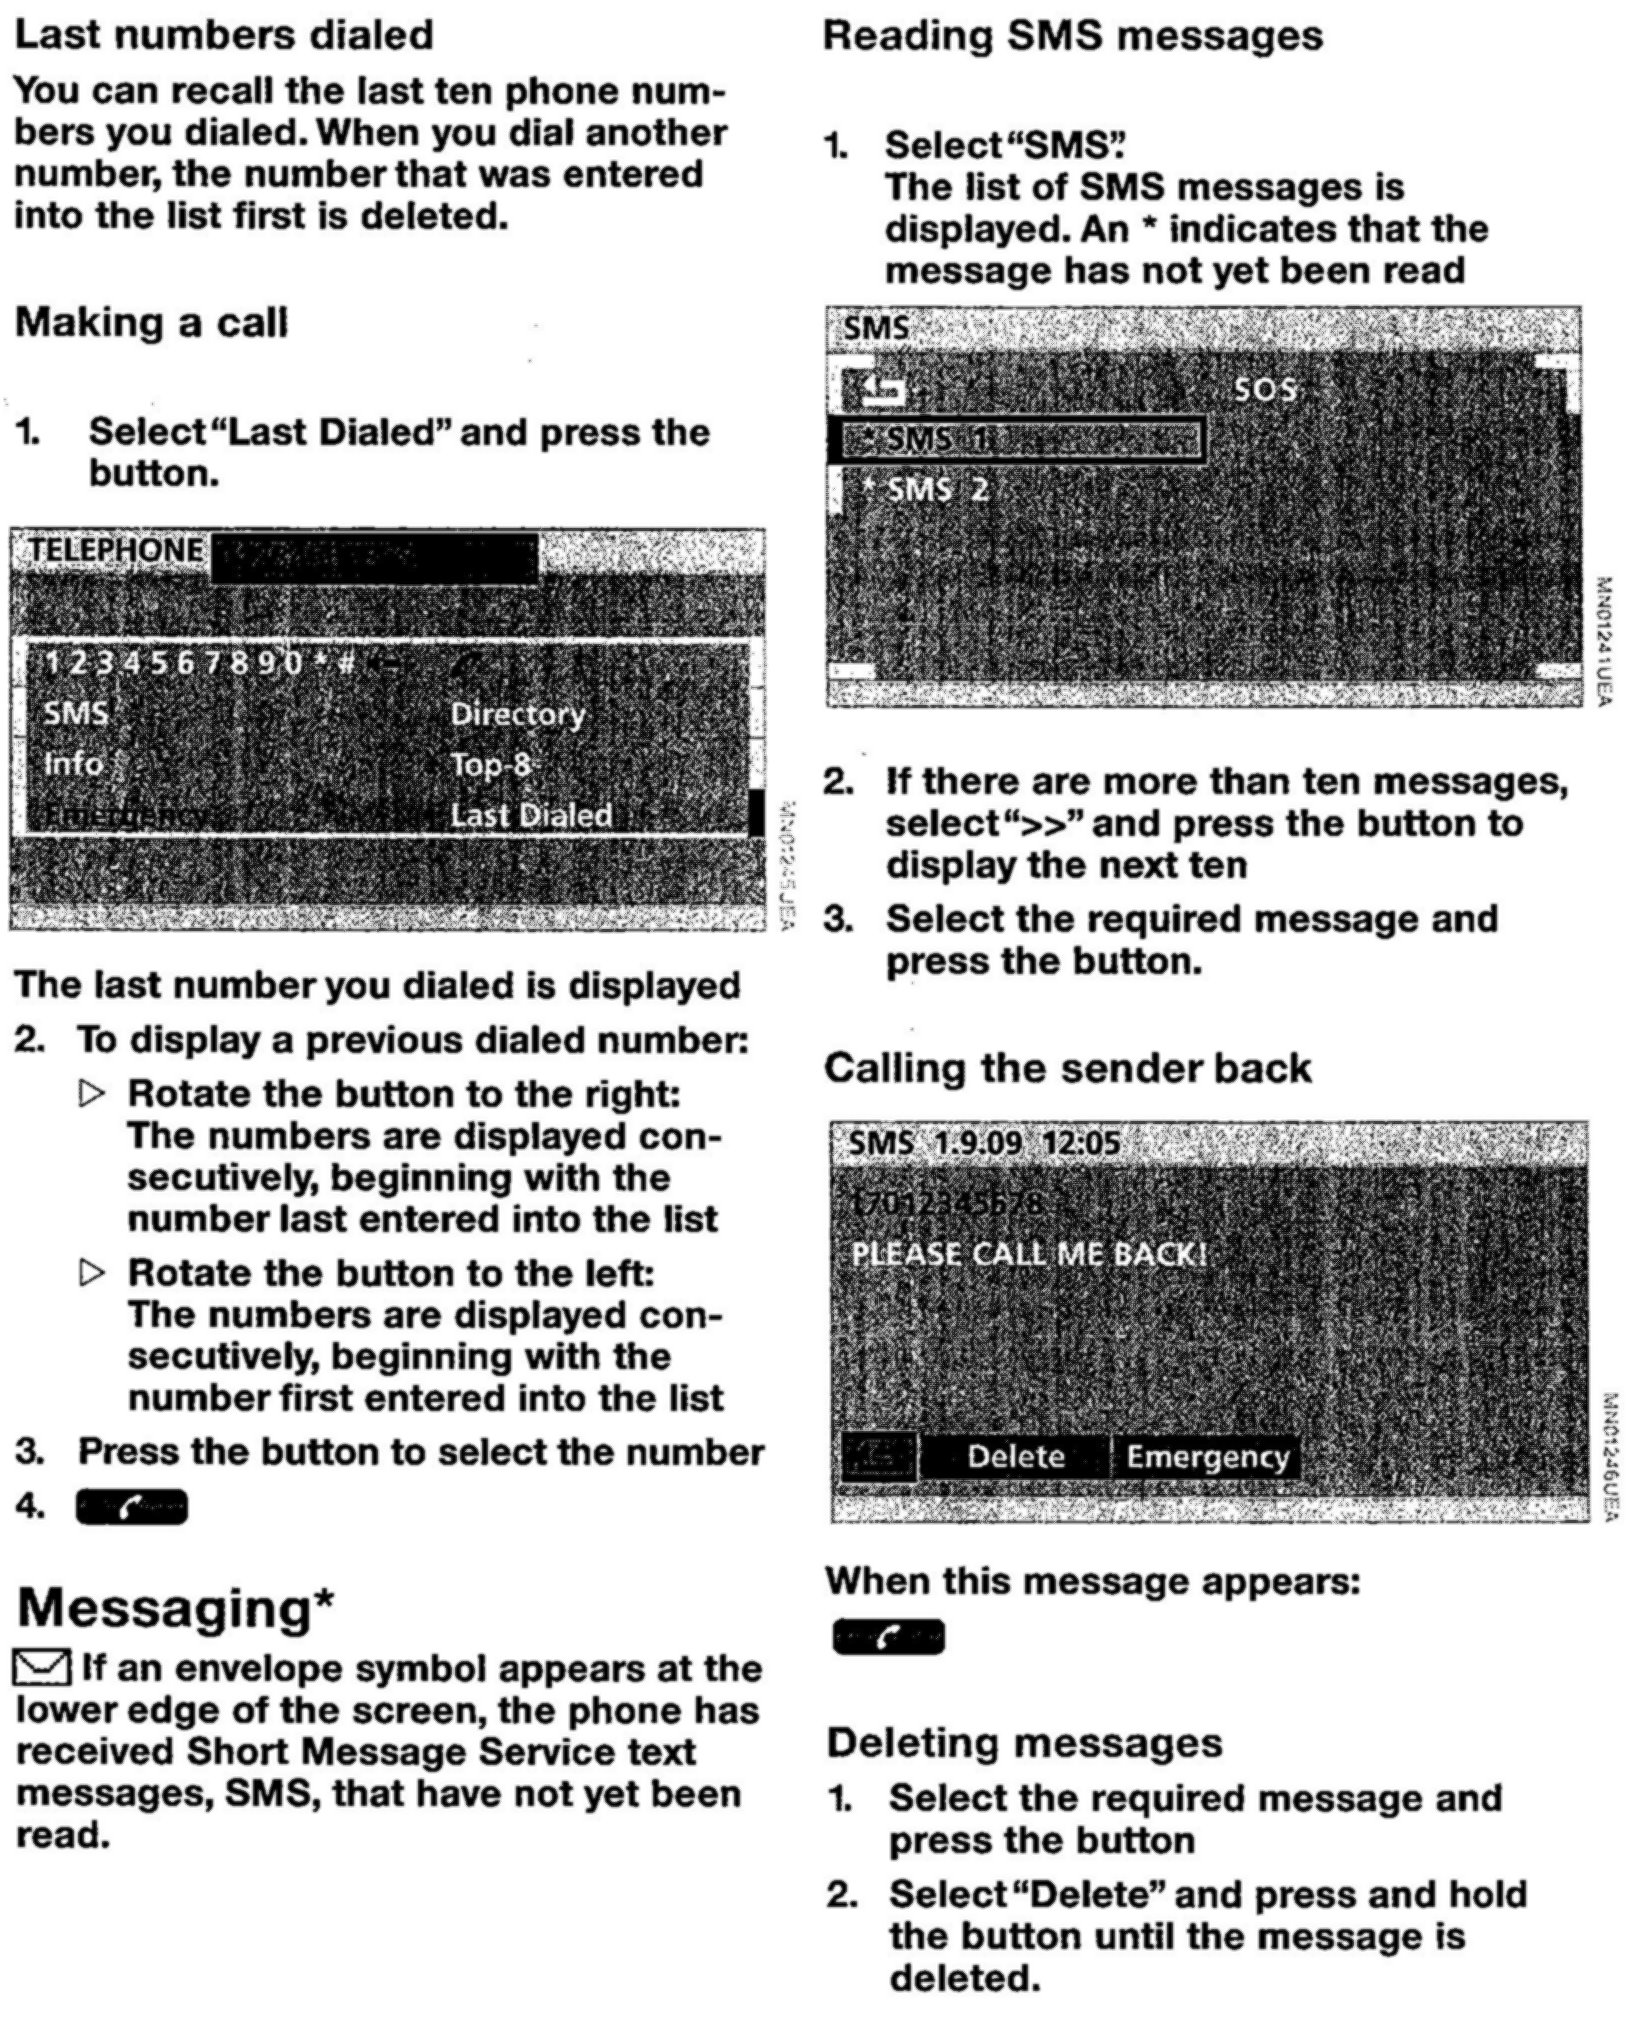 Last numbers dialed
You can recall the last ten phone num-
bers you dialed. When you dial another
number, the number that was entered
into the list first is deleted.
Making a call
1. Select “Last Dialed” and press the
button.
TELEPHONE
1 2 3 4 5 6 7 8 9 0 * #
SMS Directory
Info Top-8
Emergency Last Dialed
The last number you dialed is displayed
2. To display a previous dialed number:
▷ Rotate the button to the right:
The numbers are displayed con-
secutively, beginning with the
number last entered into the list
▷ Rotate the button to the left:
The numbers are displayed con-
secutively, beginning with the
number first entered into the list
3. Press the button to select the number
4.
Messaging*
If an envelope symbol appears at the
lower edge of the screen, the phone has
received Short Message Service text
messages, SMS, that have not yet been
read.
Reading SMS messages
1. Select “SMS”.
The list of SMS messages is
displayed. An * indicates that the
message has not yet been read
SMS
SOS
* SMS 1
* SMS 2
MN01241UEA
2. If there are more than ten messages,
select “>>” and press the button to
display the next ten
3. Select the required message and
press the button.
Calling the sender back
SMS 1.9.09 12:05
17012345678
PLEASE CALL ME BACK!
Delete Emergency
MN01246UEA
When this message appears:
Deleting messages
1. Select the required message and
press the button
2. Select “Delete” and press and hold
the button until the message is
deleted.